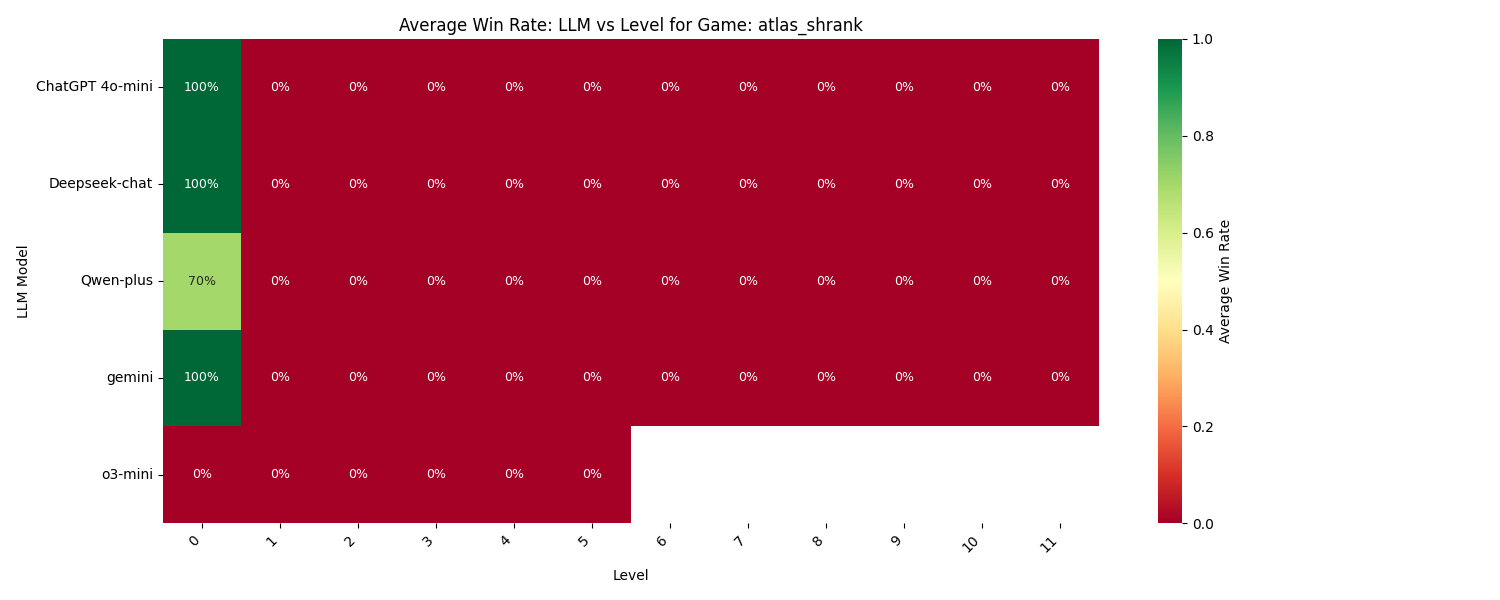 Average Win Rate: LLM vs Level for Game: atlas_shrank
LLM Model
ChatGPT 4o-mini 100% 0% 0% 0% 0% 0% 0% 0% 0% 0% 0% 0%
Deepseek-chat 100% 0% 0% 0% 0% 0% 0% 0% 0% 0% 0% 0%
Qwen-plus 70% 0% 0% 0% 0% 0% 0% 0% 0% 0% 0% 0%
gemini 100% 0% 0% 0% 0% 0% 0% 0% 0% 0% 0% 0%
o3-mini 0% 0% 0% 0% 0% 0%
0 1 2 3 4 5 6 7 8 9 10 11
Level
1.0
0.8
0.6
0.4
0.2
0.0
Average Win Rate